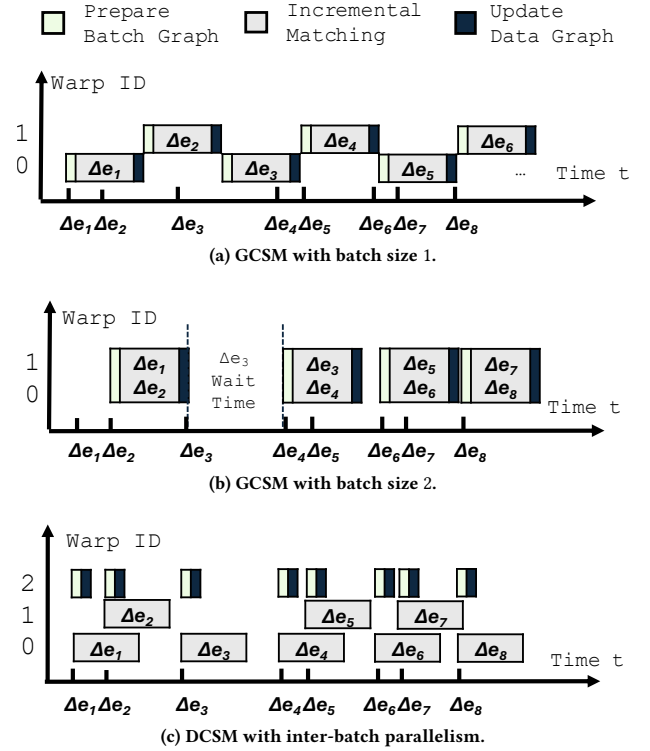 Prepare Batch Graph
Incremental Matching
Update Data Graph
Warp ID
1
0
Δe1
Δe2
Δe3
Δe4
Δe5
Δe6
...
Time t
Δe1 Δe2 Δe3 Δe4 Δe5 Δe6 Δe7 Δe8
(a) GCSM with batch size 1.
Warp ID
1
0
Δe1
Δe2
Δe3
Wait
Time
Δe3
Δe4
Δe5
Δe6
Δe7
Δe8
Time t
Δe1 Δe2 Δe3 Δe4 Δe5 Δe6 Δe7 Δe8
(b) GCSM with batch size 2.
Warp ID
2
1
0
Δe2
Δe5
Δe7
Δe1
Δe3
Δe4
Δe6
Δe8
Time t
Δe1 Δe2 Δe3 Δe4 Δe5 Δe6 Δe7 Δe8
(c) DCSM with inter-batch parallelism.